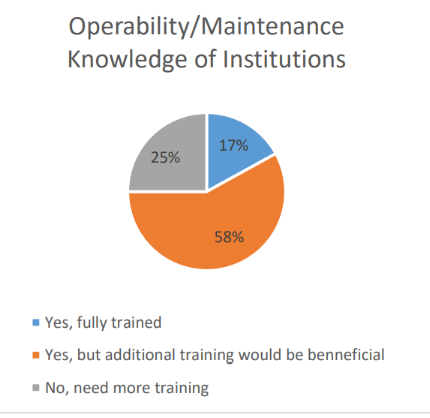 Operability/Maintenance
Knowledge of Institutions
17%
25%
58%
Yes, fully trained
Yes, but additional training would be benneficial
No, need more training